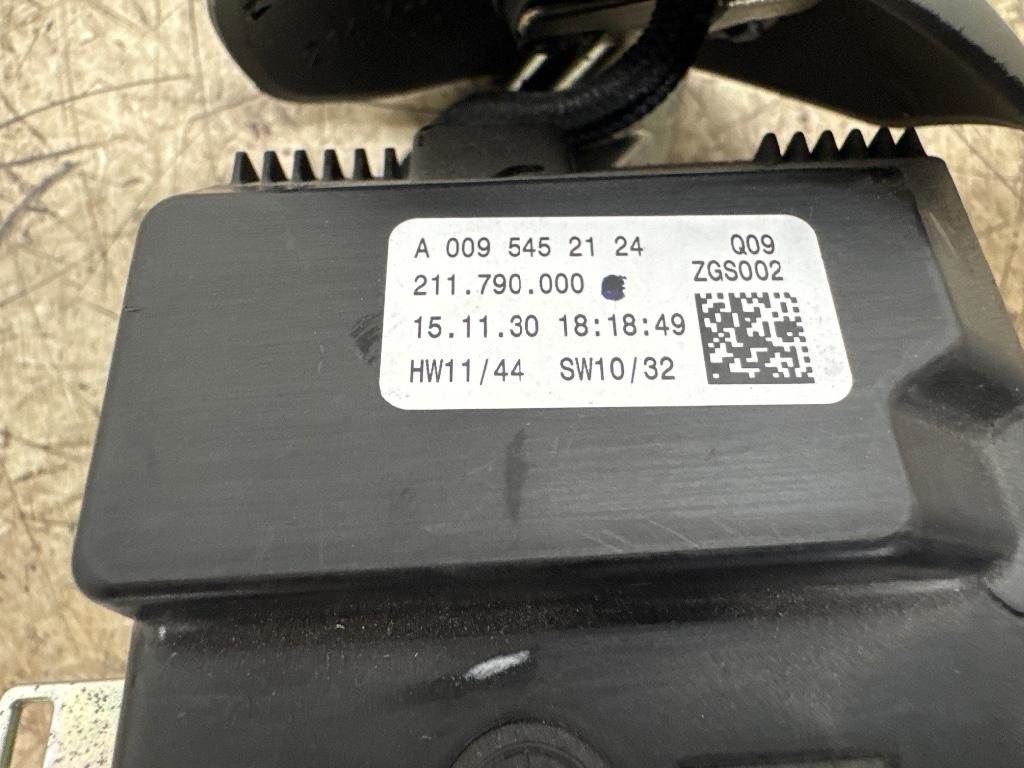 A 009 545 21 24 Q09
ZGS002
211.790.000
15.11.30 18:18:49
HW11/44 SW10/32